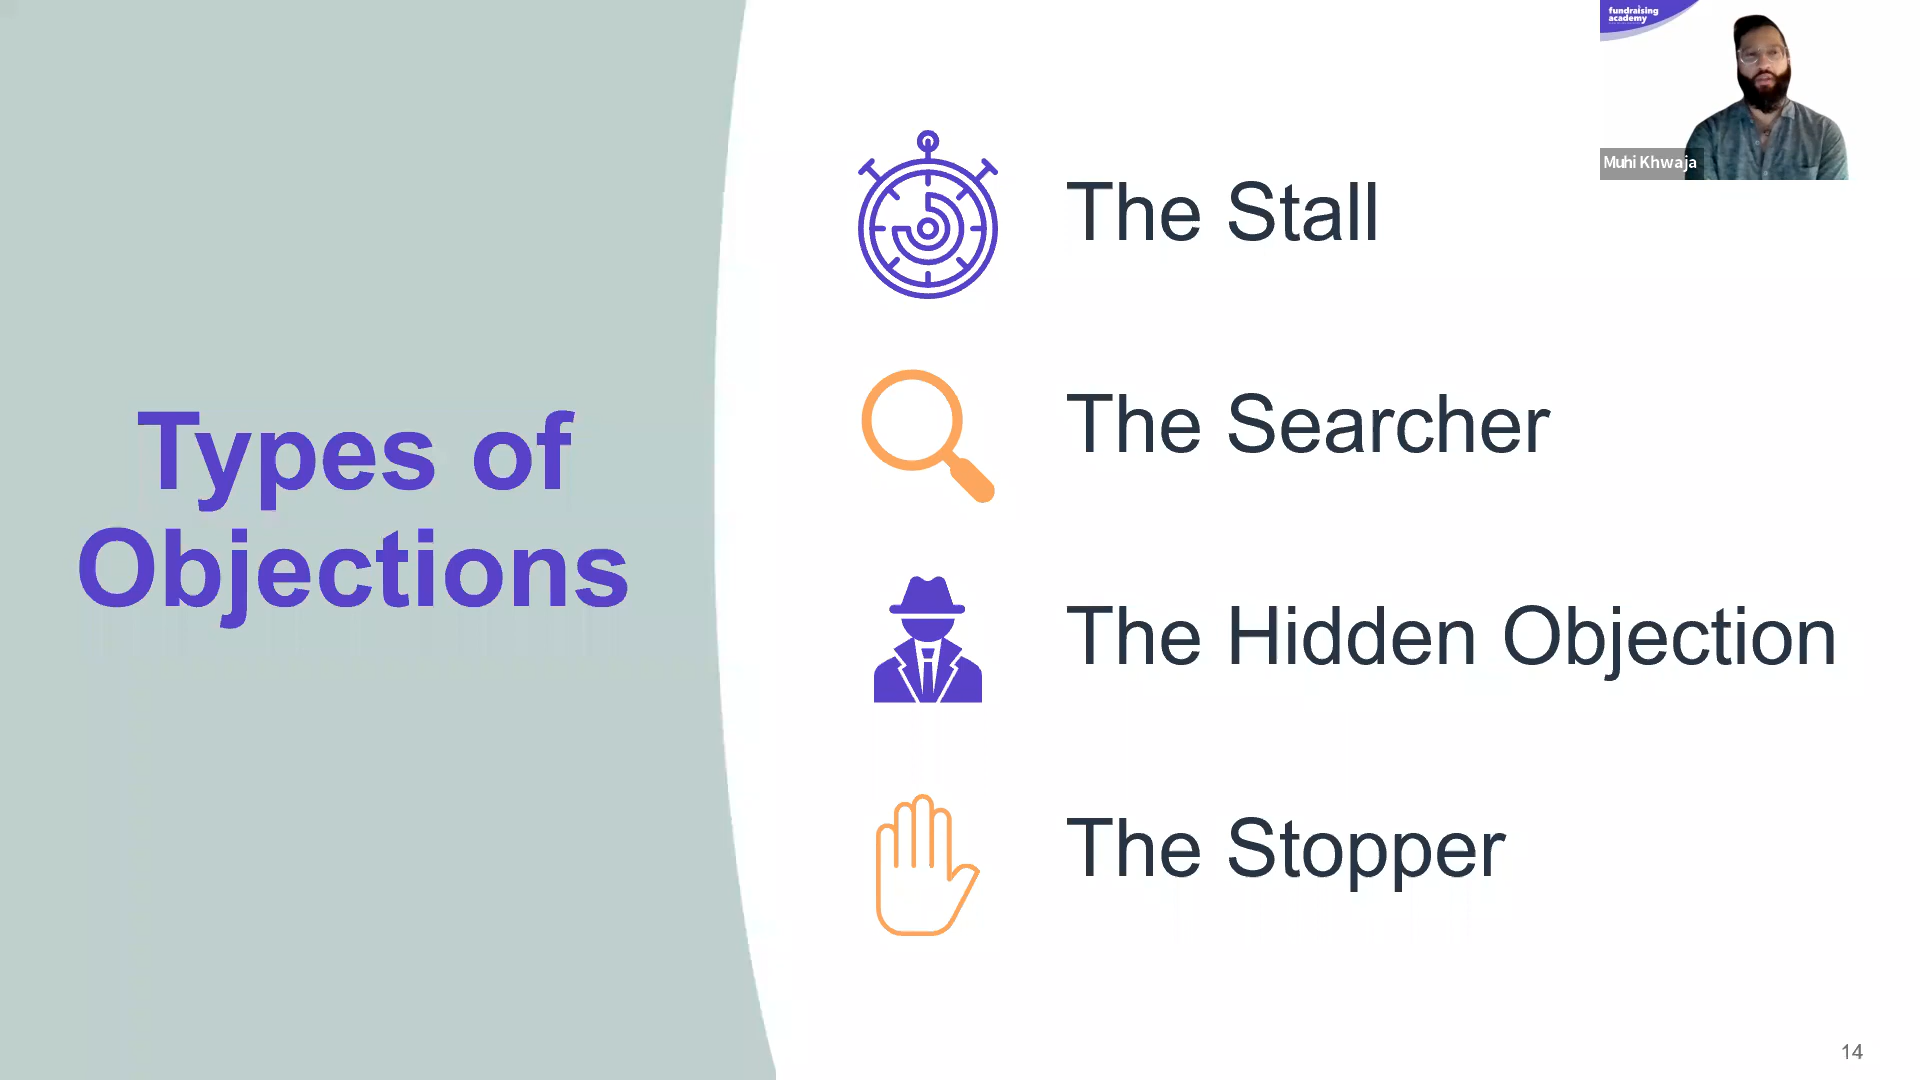 Types of
Objections
The Stall
The Searcher
The Hidden Objection
The Stopper
fundraising
academy
Muhi Khwaja
14